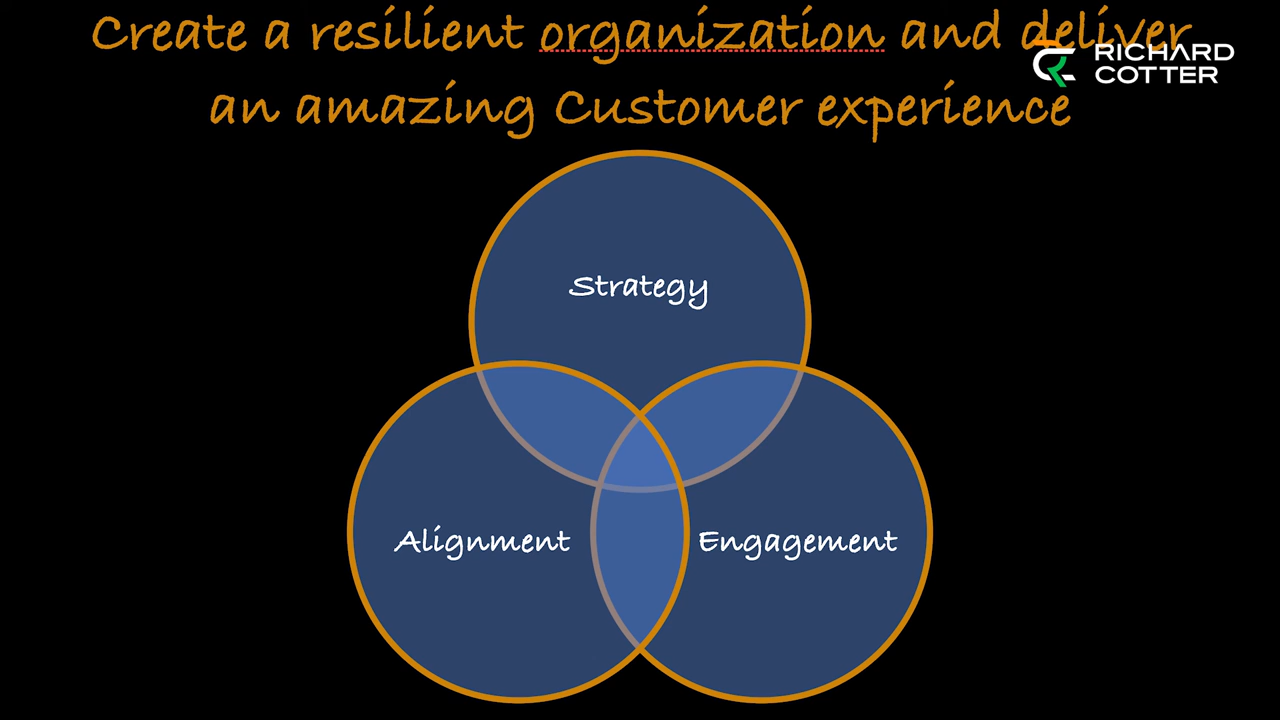 Create a resilient organization and deliver
an amazing Customer experience
RICHARD
COTTER
Strategy
Alignment
Engagement